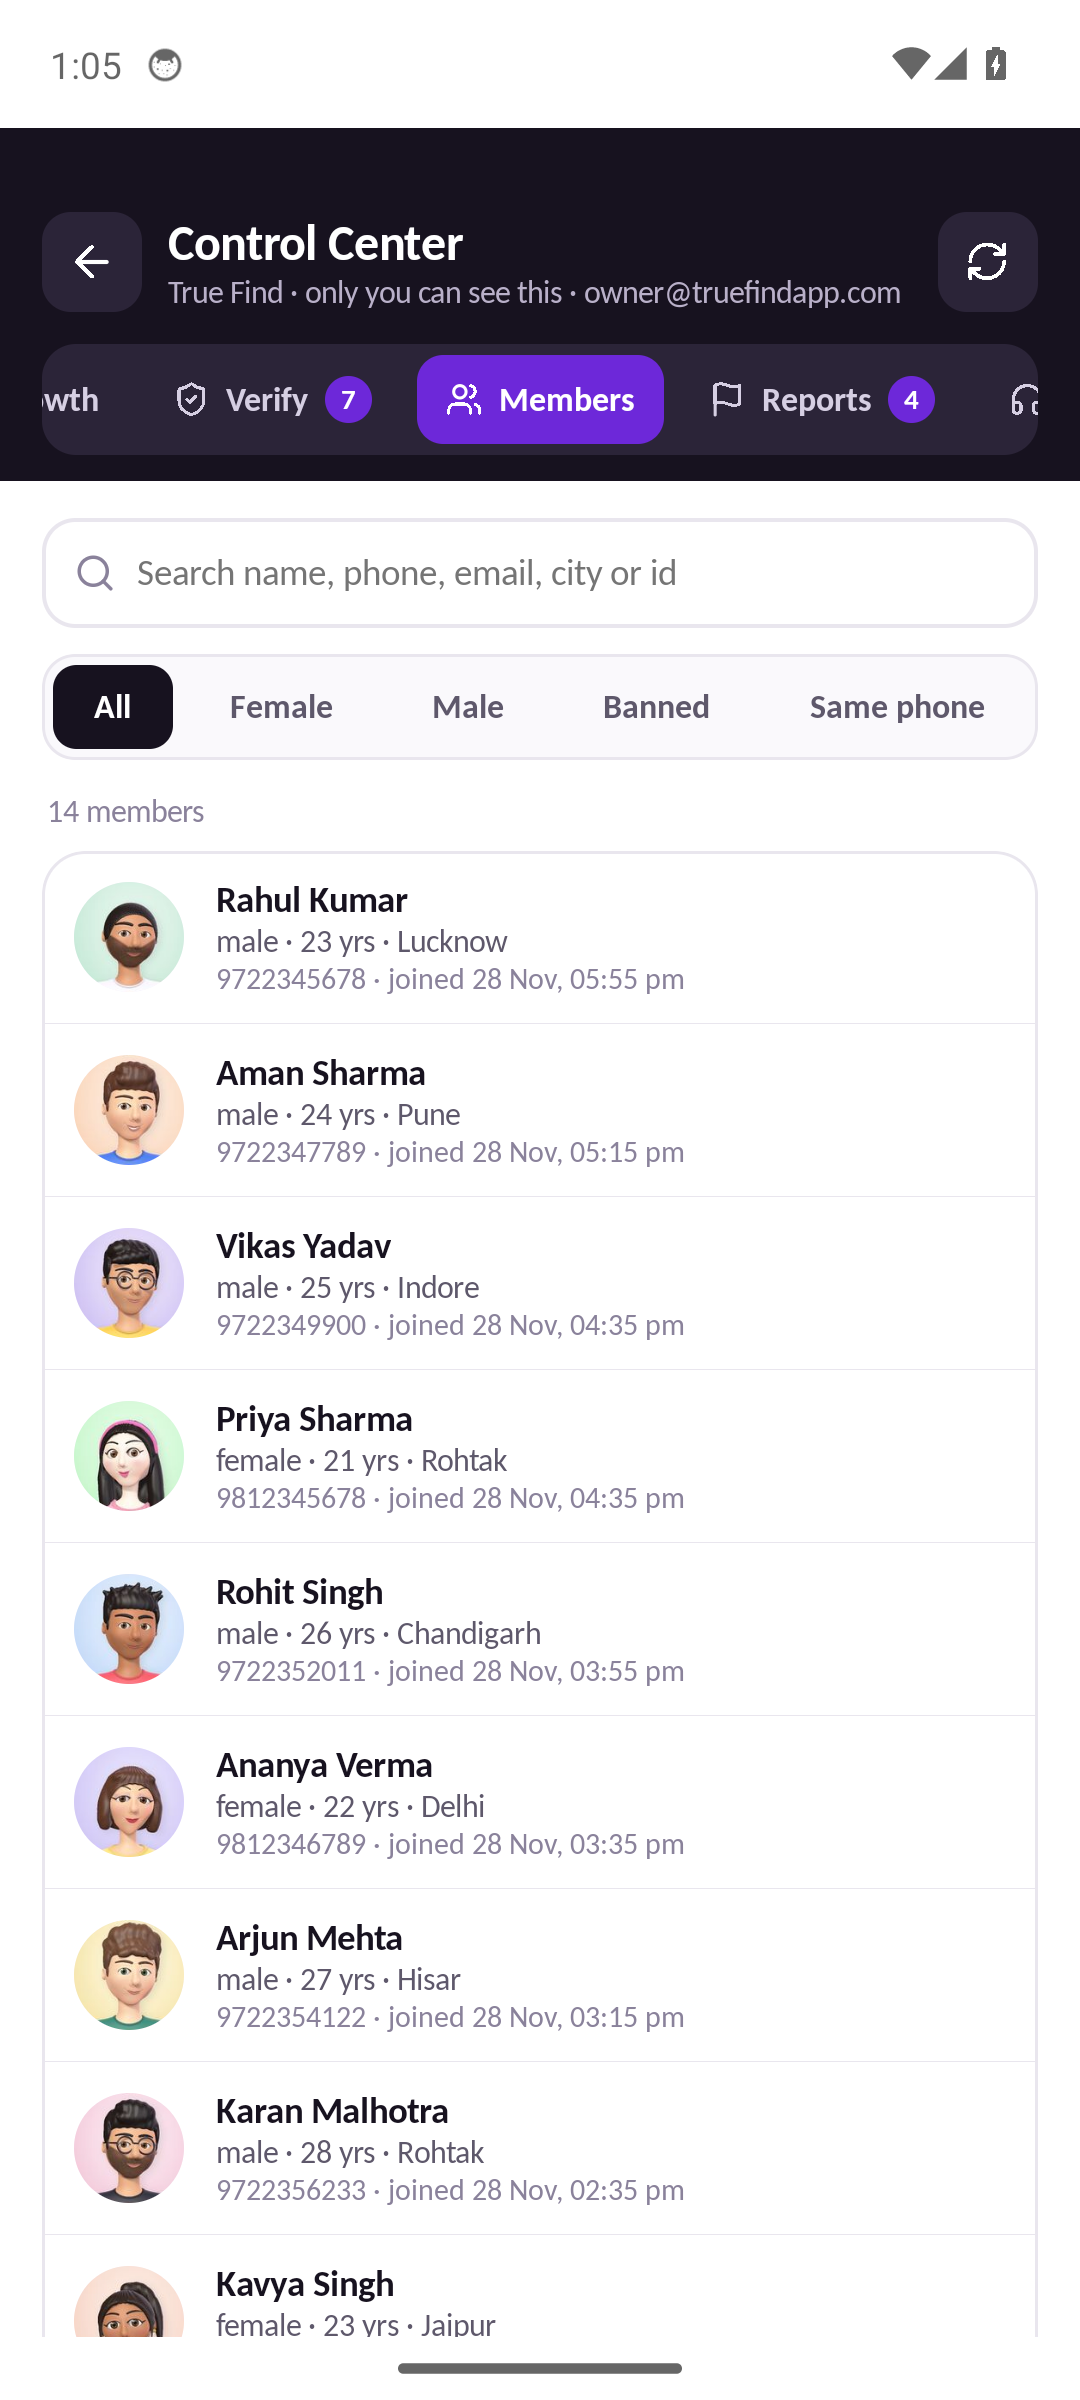 1:05
Control Center
True Find · only you can see this · owner@truefindapp.com
wth Verify 7 Members Reports 4
Search name, phone, email, city or id
All Female Male Banned Same phone
14 members
Rahul Kumar
male · 23 yrs · Lucknow
9722345678 · joined 28 Nov, 05:55 pm
Aman Sharma
male · 24 yrs · Pune
9722347789 · joined 28 Nov, 05:15 pm
Vikas Yadav
male · 25 yrs · Indore
9722349900 · joined 28 Nov, 04:35 pm
Priya Sharma
female · 21 yrs · Rohtak
9812345678 · joined 28 Nov, 04:35 pm
Rohit Singh
male · 26 yrs · Chandigarh
9722352011 · joined 28 Nov, 03:55 pm
Ananya Verma
female · 22 yrs · Delhi
9812346789 · joined 28 Nov, 03:35 pm
Arjun Mehta
male · 27 yrs · Hisar
9722354122 · joined 28 Nov, 03:15 pm
Karan Malhotra
male · 28 yrs · Rohtak
9722356233 · joined 28 Nov, 02:35 pm
Kavya Singh
female · 23 yrs · Jaipur